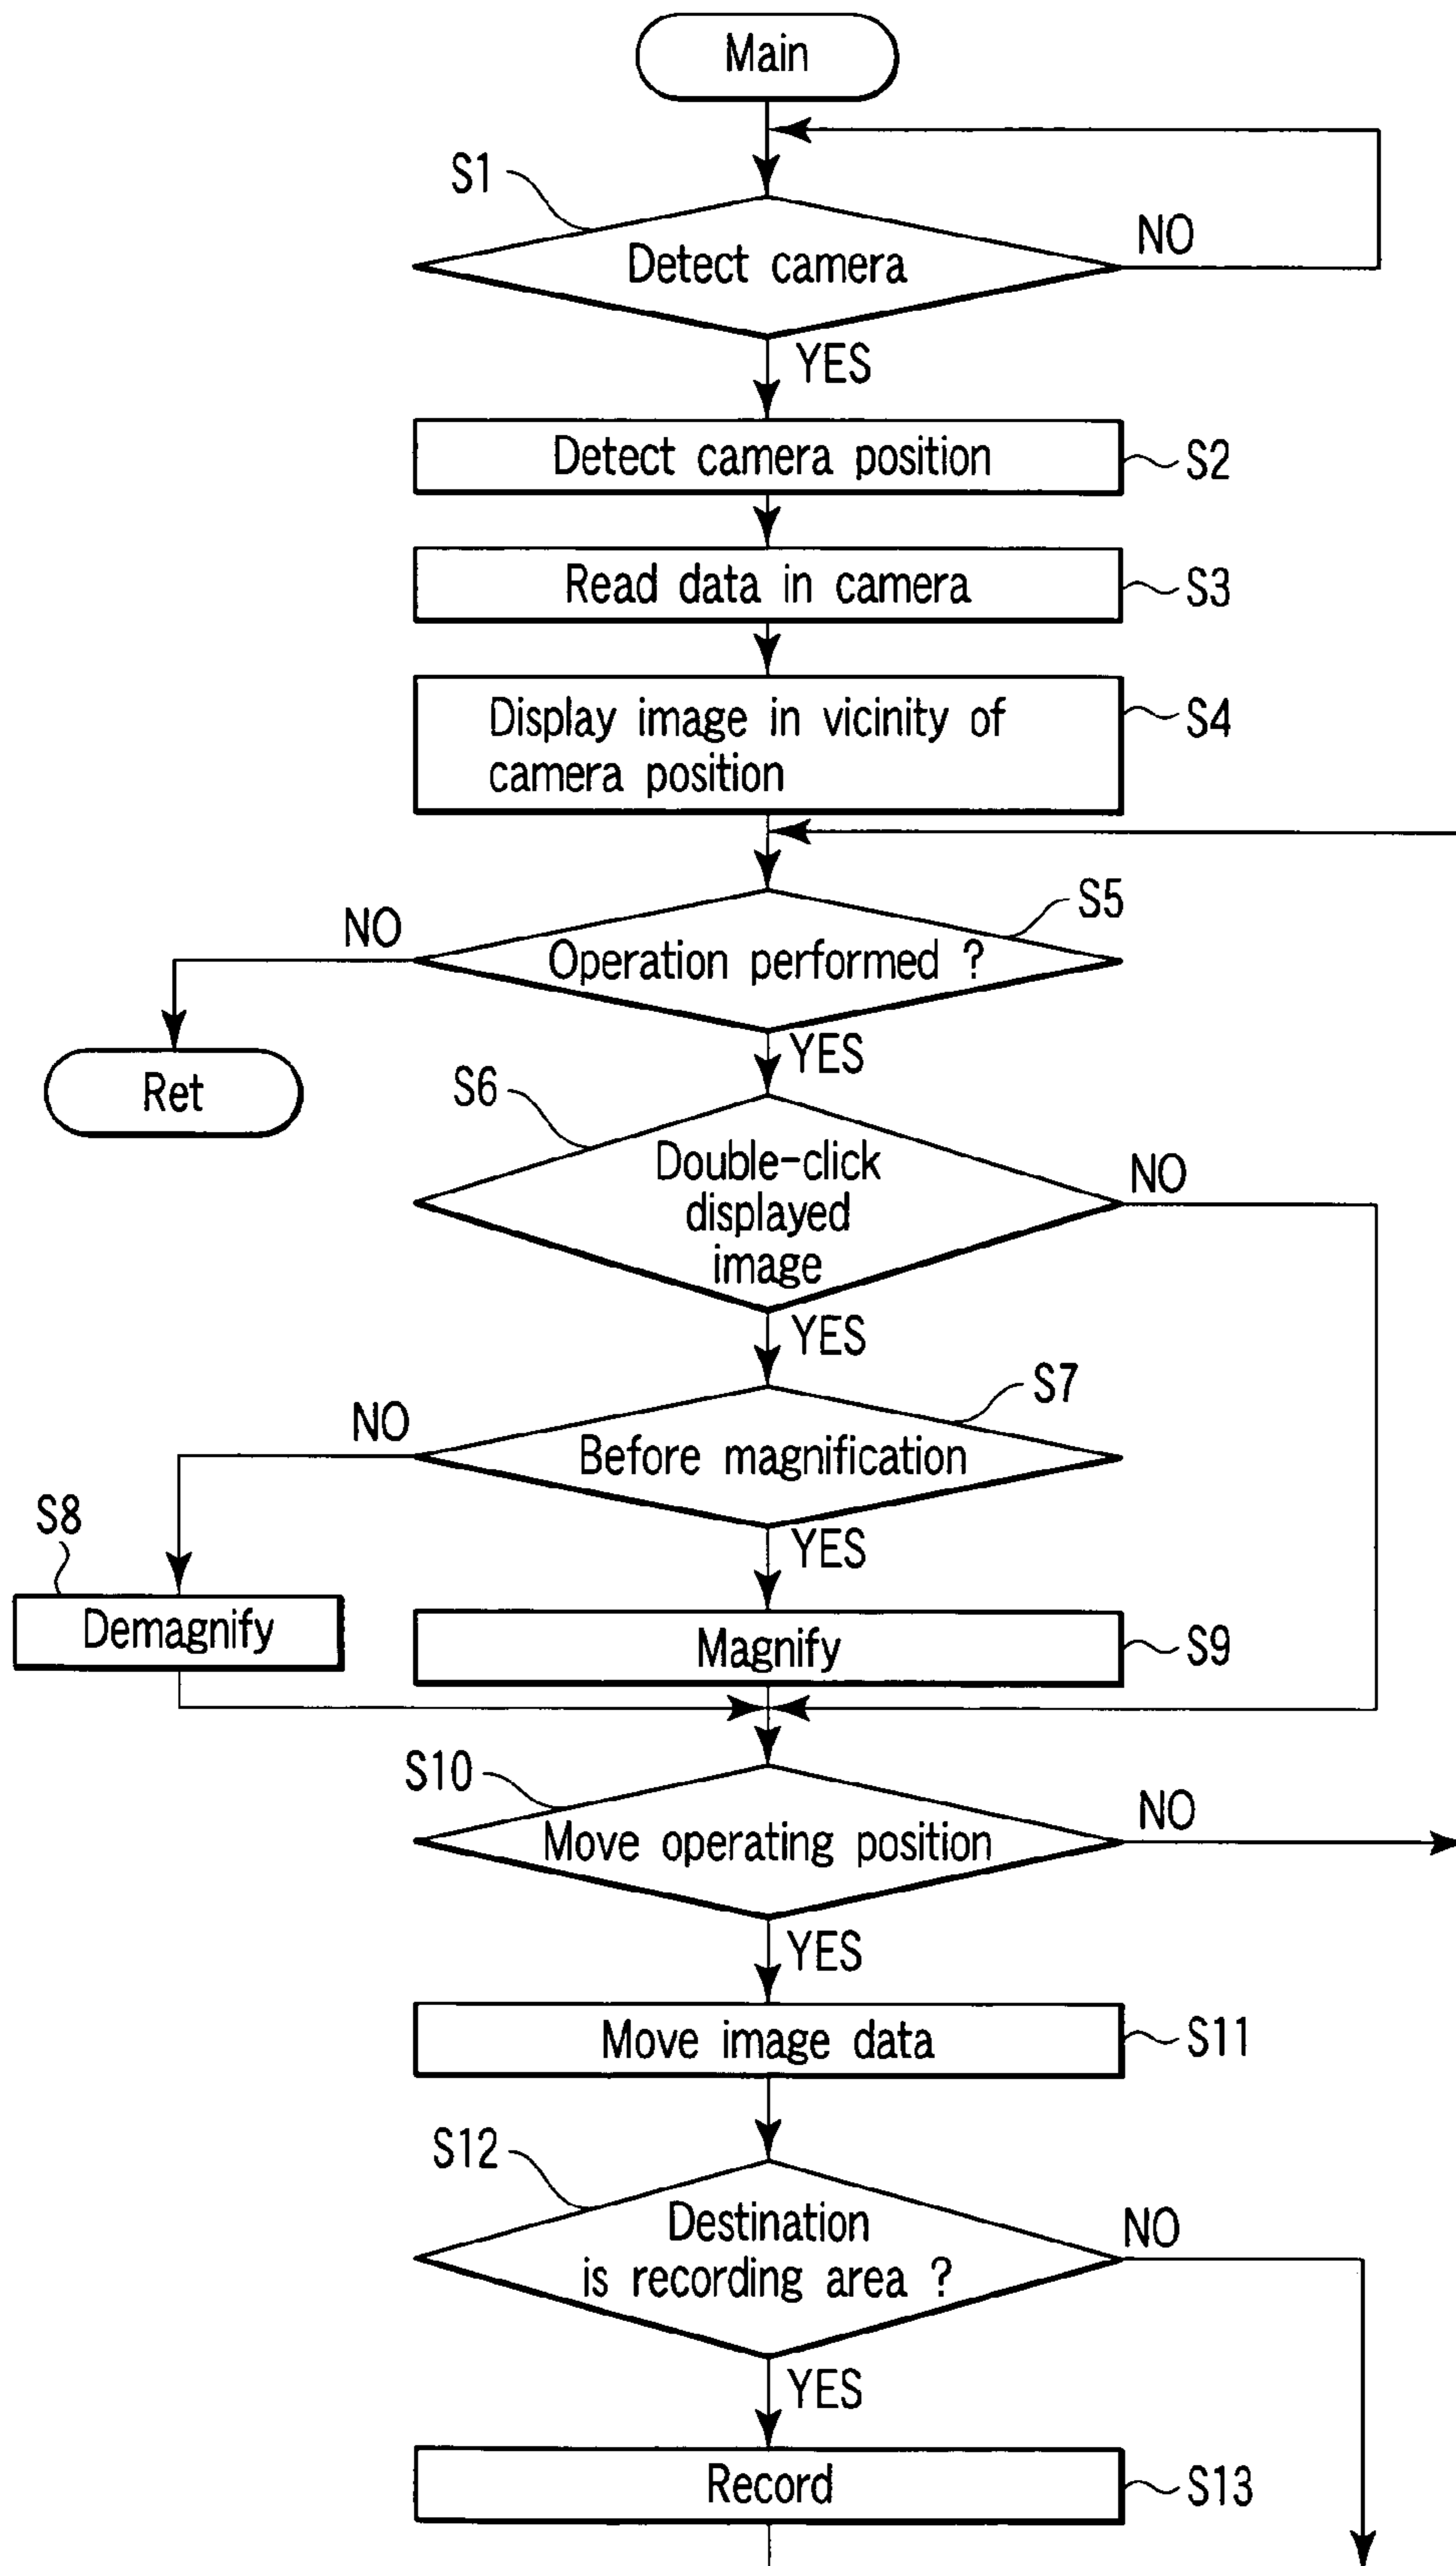 Main
S1
Detect camera
NO
YES
Detect camera position
S2
Read data in camera
S3
Display image in vicinity of
camera position
S4
S5
NO
Operation performed ?
YES
Ret
S6
Double-click
displayed
image
NO
YES
S7
NO
Before magnification
YES
S8
Demagnify
Magnify
S9
S10
NO
Move operating position
YES
Move image data
S11
S12
Destination
is recording area ?
NO
YES
Record
S13